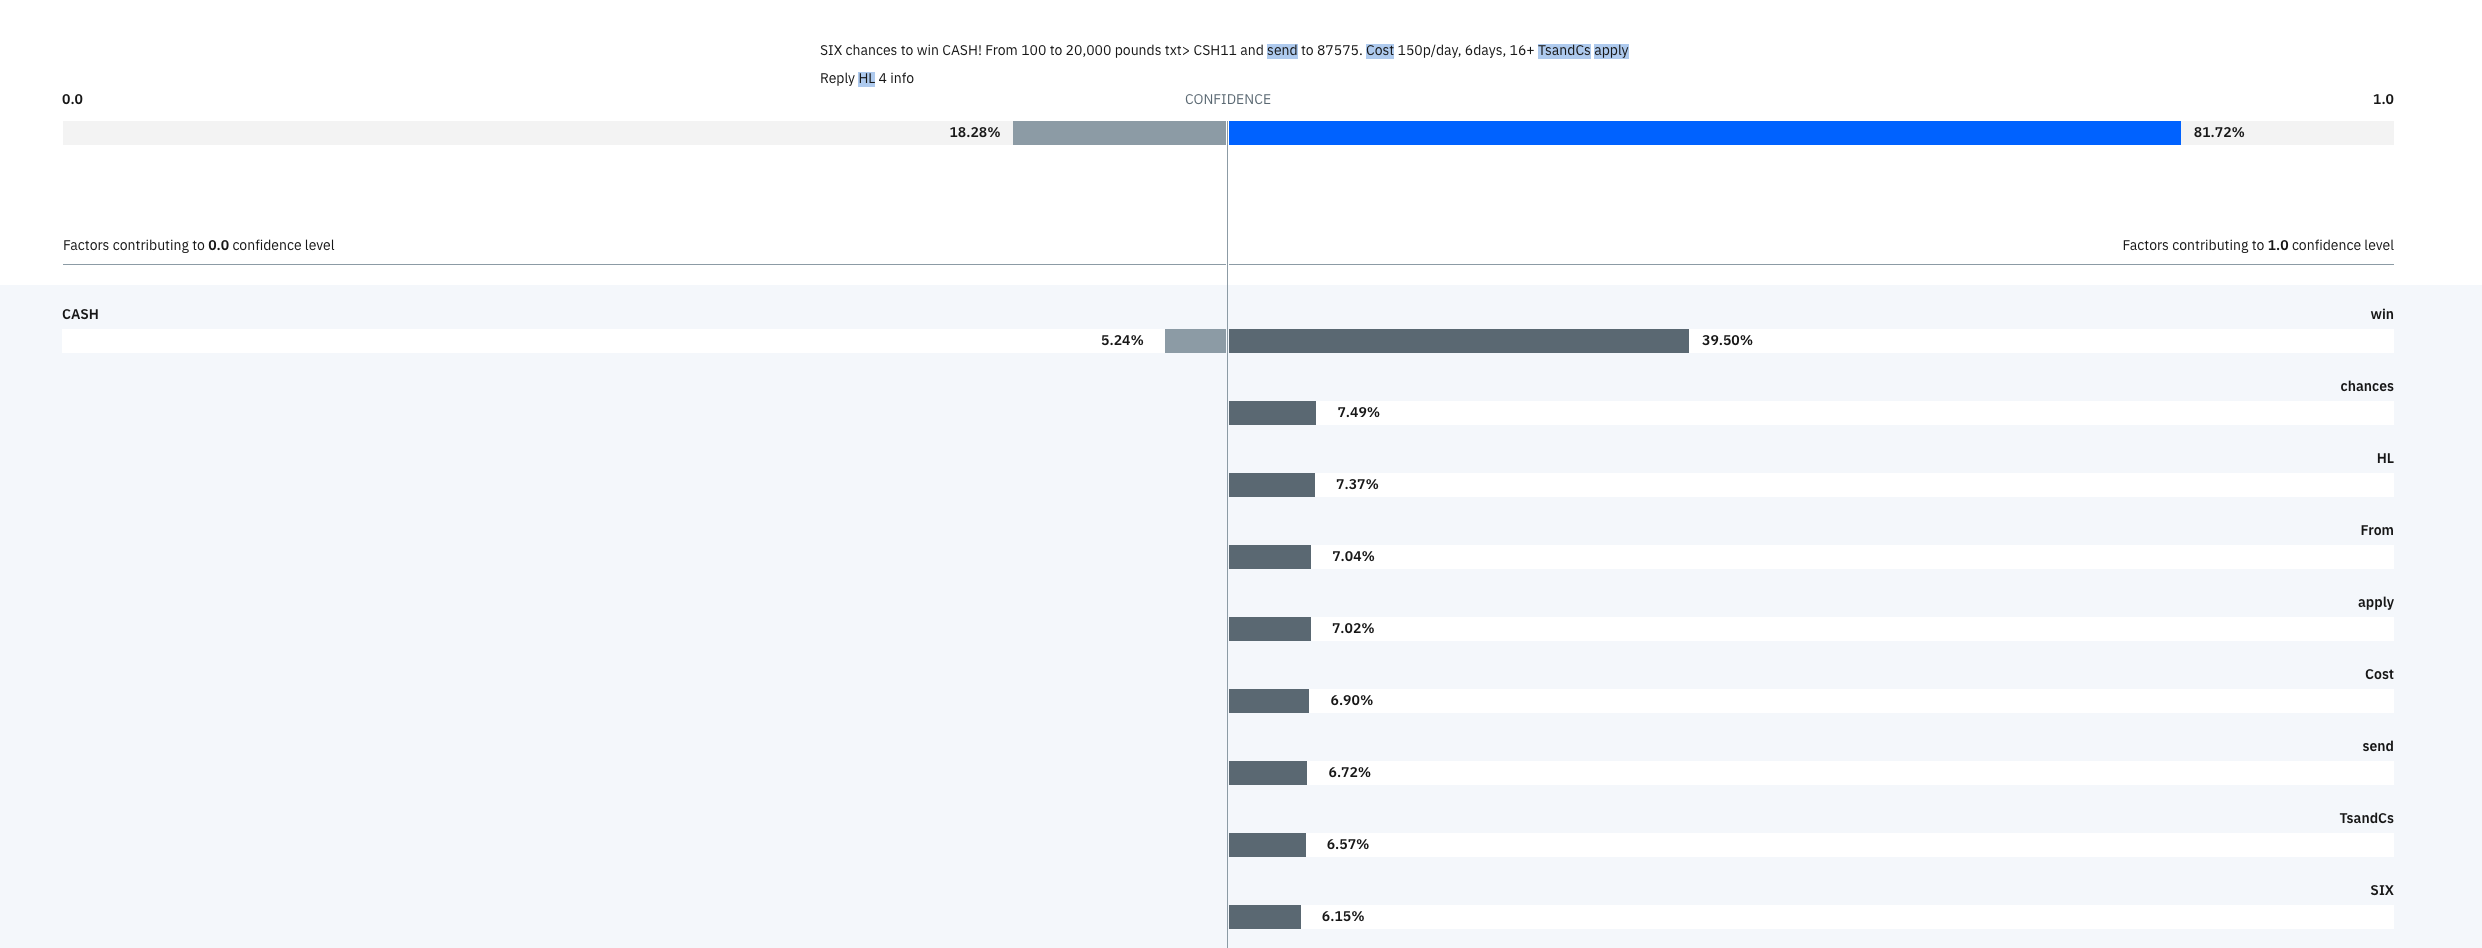 SIX chances to win CASH! From 100 to 20,000 pounds txt> CSH11 and send to 87575. Cost 150p/day, 6days, 16+ TsandCs apply
Reply HL 4 info
0.0 CONFIDENCE 1.0
18.28% 81.72%
Factors contributing to 0.0 confidence level Factors contributing to 1.0 confidence level
CASH win
5.24% 39.50%
chances
7.49%
HL
7.37%
From
7.04%
apply
7.02%
Cost
6.90%
send
6.72%
TsandCs
6.57%
SIX
6.15%